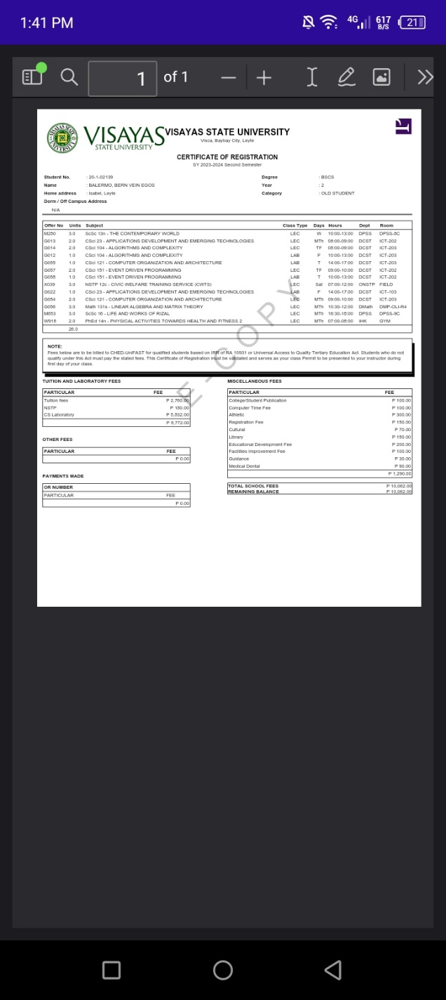 1:41 PM 4G 617 B/S 21
1 of 1
VISAYAS STATE UNIVERSITY
VISAYAS STATE UNIVERSITY
Visca, Baybay City, Leyte
CERTIFICATE OF REGISTRATION
SY 2023-2024 Second Semester
Student No. : 20-1-02139 Degree : BSCS
Name : BALERMO, BERN VEIN EGOS Year : 2
Home address : Isabel, Leyte Category : OLD STUDENT
Dorm / Off Campus Address
N/A
Offer No Units Subject Class Type Days Hours Dept Room
M250 3.0 ScSc 13n - THE CONTEMPORARY WORLD LEC W 10:00-13:00 DPSS DPSS-5C
G013 2.0 CSci 23 - APPLICATIONS DEVELOPMENT AND EMERGING TECHNOLOGIES LEC MTh 08:00-09:00 DCST ICT-202
G014 2.0 CSci 104 - ALGORITHMS AND COMPLEXITY LEC TF 08:00-09:00 DCST ICT-203
G012 1.0 CSci 104 - ALGORITHMS AND COMPLEXITY LAB F 10:00-13:00 DCST ICT-203
G055 1.0 CSci 121 - COMPUTER ORGANIZATION AND ARCHITECTURE LAB T 14:00-17:00 DCST ICT-203
G057 2.0 CSci 151 - EVENT DRIVEN PROGRAMMING LEC TF 09:00-10:00 DCST ICT-202
G058 1.0 CSci 151 - EVENT DRIVEN PROGRAMMING LAB T 10:00-13:00 DCST ICT-202
X039 3.0 NSTP 12c - CIVIC WELFARE TRAINING SERVICE (CWTS) LEC Sat 07:00-12:00 ONSTP FIELD
G022 1.0 CSci 23 - APPLICATIONS DEVELOPMENT AND EMERGING TECHNOLOGIES LAB F 14:00-17:00 DCST ICT-103
G054 2.0 CSci 121 - COMPUTER ORGANIZATION AND ARCHITECTURE LEC MTh 09:00-10:00 DCST ICT-203
G056 3.0 Math 131s - LINEAR ALGEBRA AND MATRIX THEORY LEC MTh 10:30-12:00 DMath DMP-OLI-R4
M653 3.0 ScSc 16 - LIFE AND WORKS OF RIZAL LEC MTh 16:30-15:00 DPSS DPSS-9C
W918 2.0 PhEd 14n - PHYSICAL ACTIVITIES TOWARDS HEALTH AND FITNESS 2 LEC MTh 07:00-08:00 IHK GYM
26.0
E-COPY
NOTE:
Fees below are to be billed to CHED-UniFAST for qualified students based on IRR of RA 10931 or Universal Access to Quality Tertiary Education Act. Students who do not
qualify under this Act must pay the stated fees. This Certificate of Registration must be validated and serves as your class Permit to be presented to your instructor during
first day of your class.
TUITION AND LABORATORY FEES
PARTICULAR FEE
Tuition fees
NSTP P 150.00
CS Laboratory
P 8,772.00
OTHER FEES
PARTICULAR FEE
P 0.00
PAYMENTS MADE
OR NUMBER
PARTICULAR FEE
P 0.00
MISCELLANEOUS FEES
PARTICULAR FEE
College/Student Publication P 100.00
Computer Time Fee P 100.00
Athletic P 300.00
Registration Fee P 150.00
Cultural P 70.00
Library P 150.00
Educational Development Fee P 200.00
Facilities Improvement Fee P 100.00
Guidance P 30.00
Medical Dental P 90.00
P 1,290.00
TOTAL SCHOOL FEES P 10,062.00
REMAINING BALANCE P 10,062.00